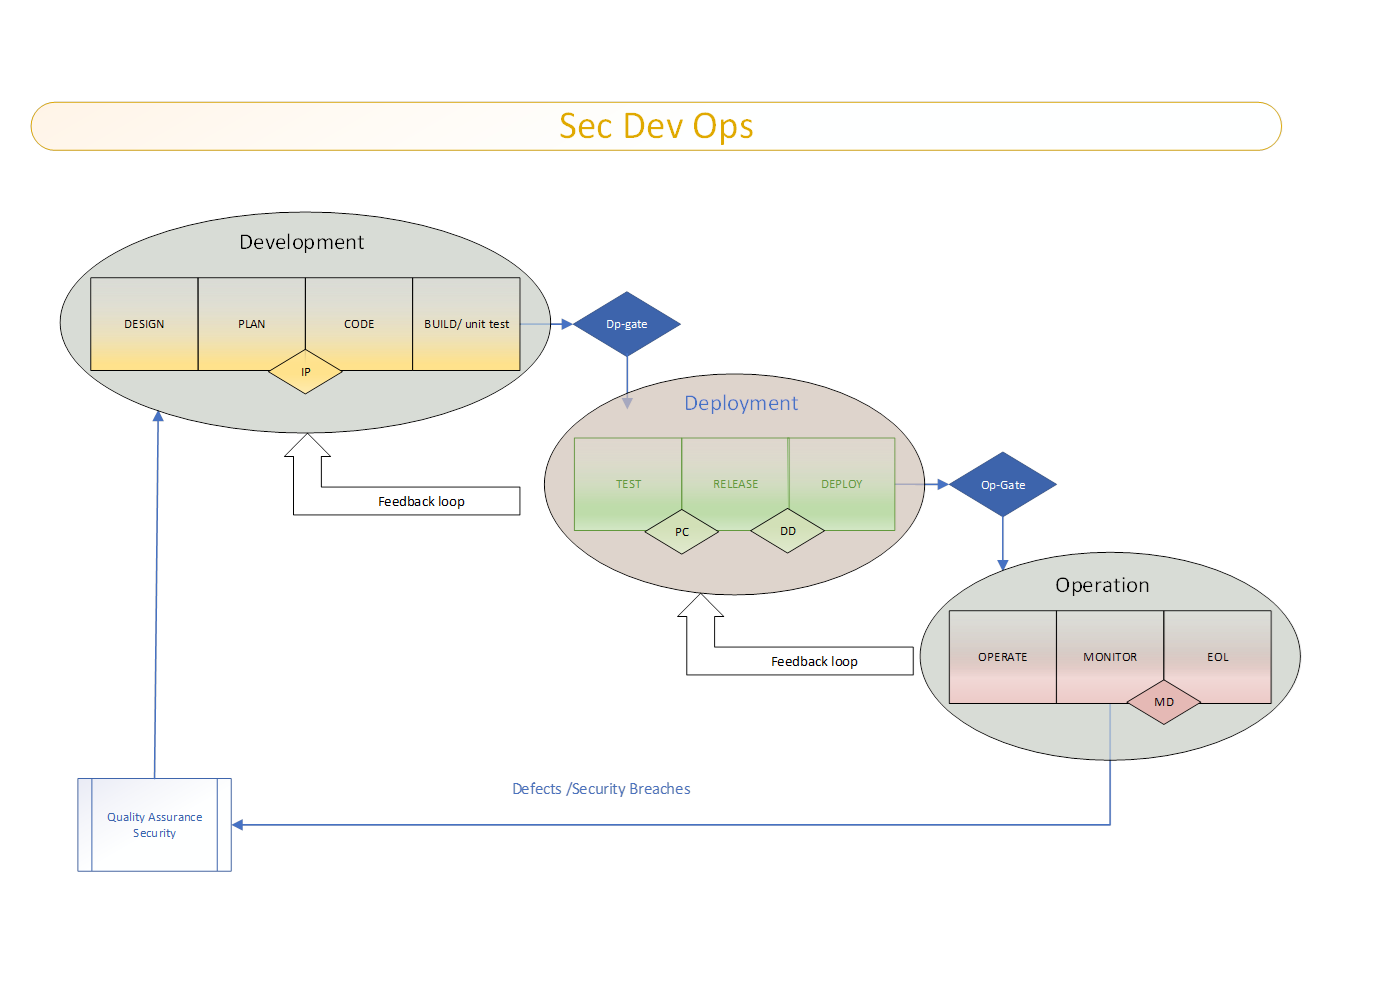 Sec Dev Ops
Development
DESIGN
PLAN
CODE
BUILD/ unit test
IP
Dp-gate
Deployment
TEST
RELEASE
DEPLOY
PC
DD
Feedback loop
Op-Gate
Operation
OPERATE
MONITOR
EOL
MD
Feedback loop
Defects /Security Breaches
Quality Assurance
Security